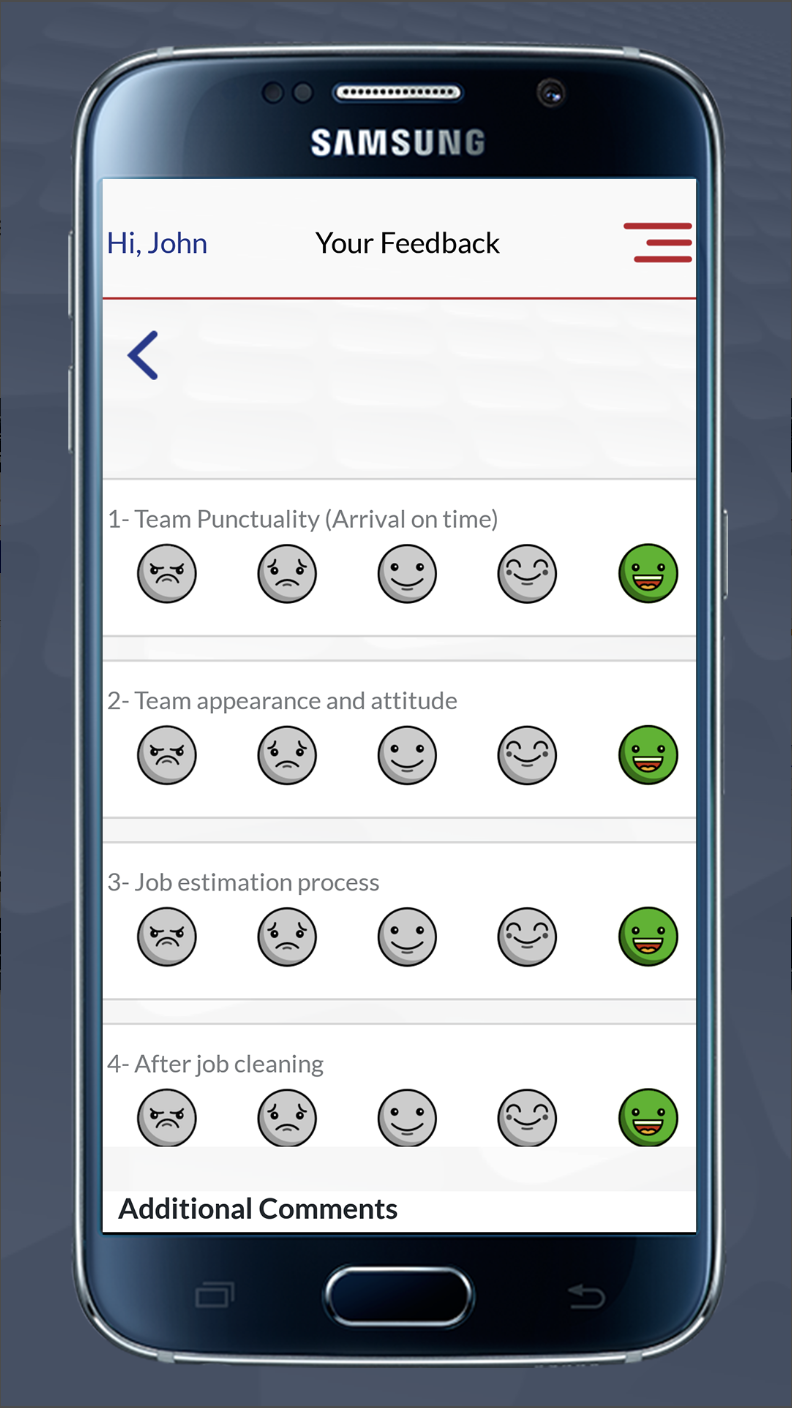 SAMSUNG
Hi, John
Your Feedback
1- Team Punctuality (Arrival on time)
2- Team appearance and attitude
3- Job estimation process
4- After job cleaning
Additional Comments